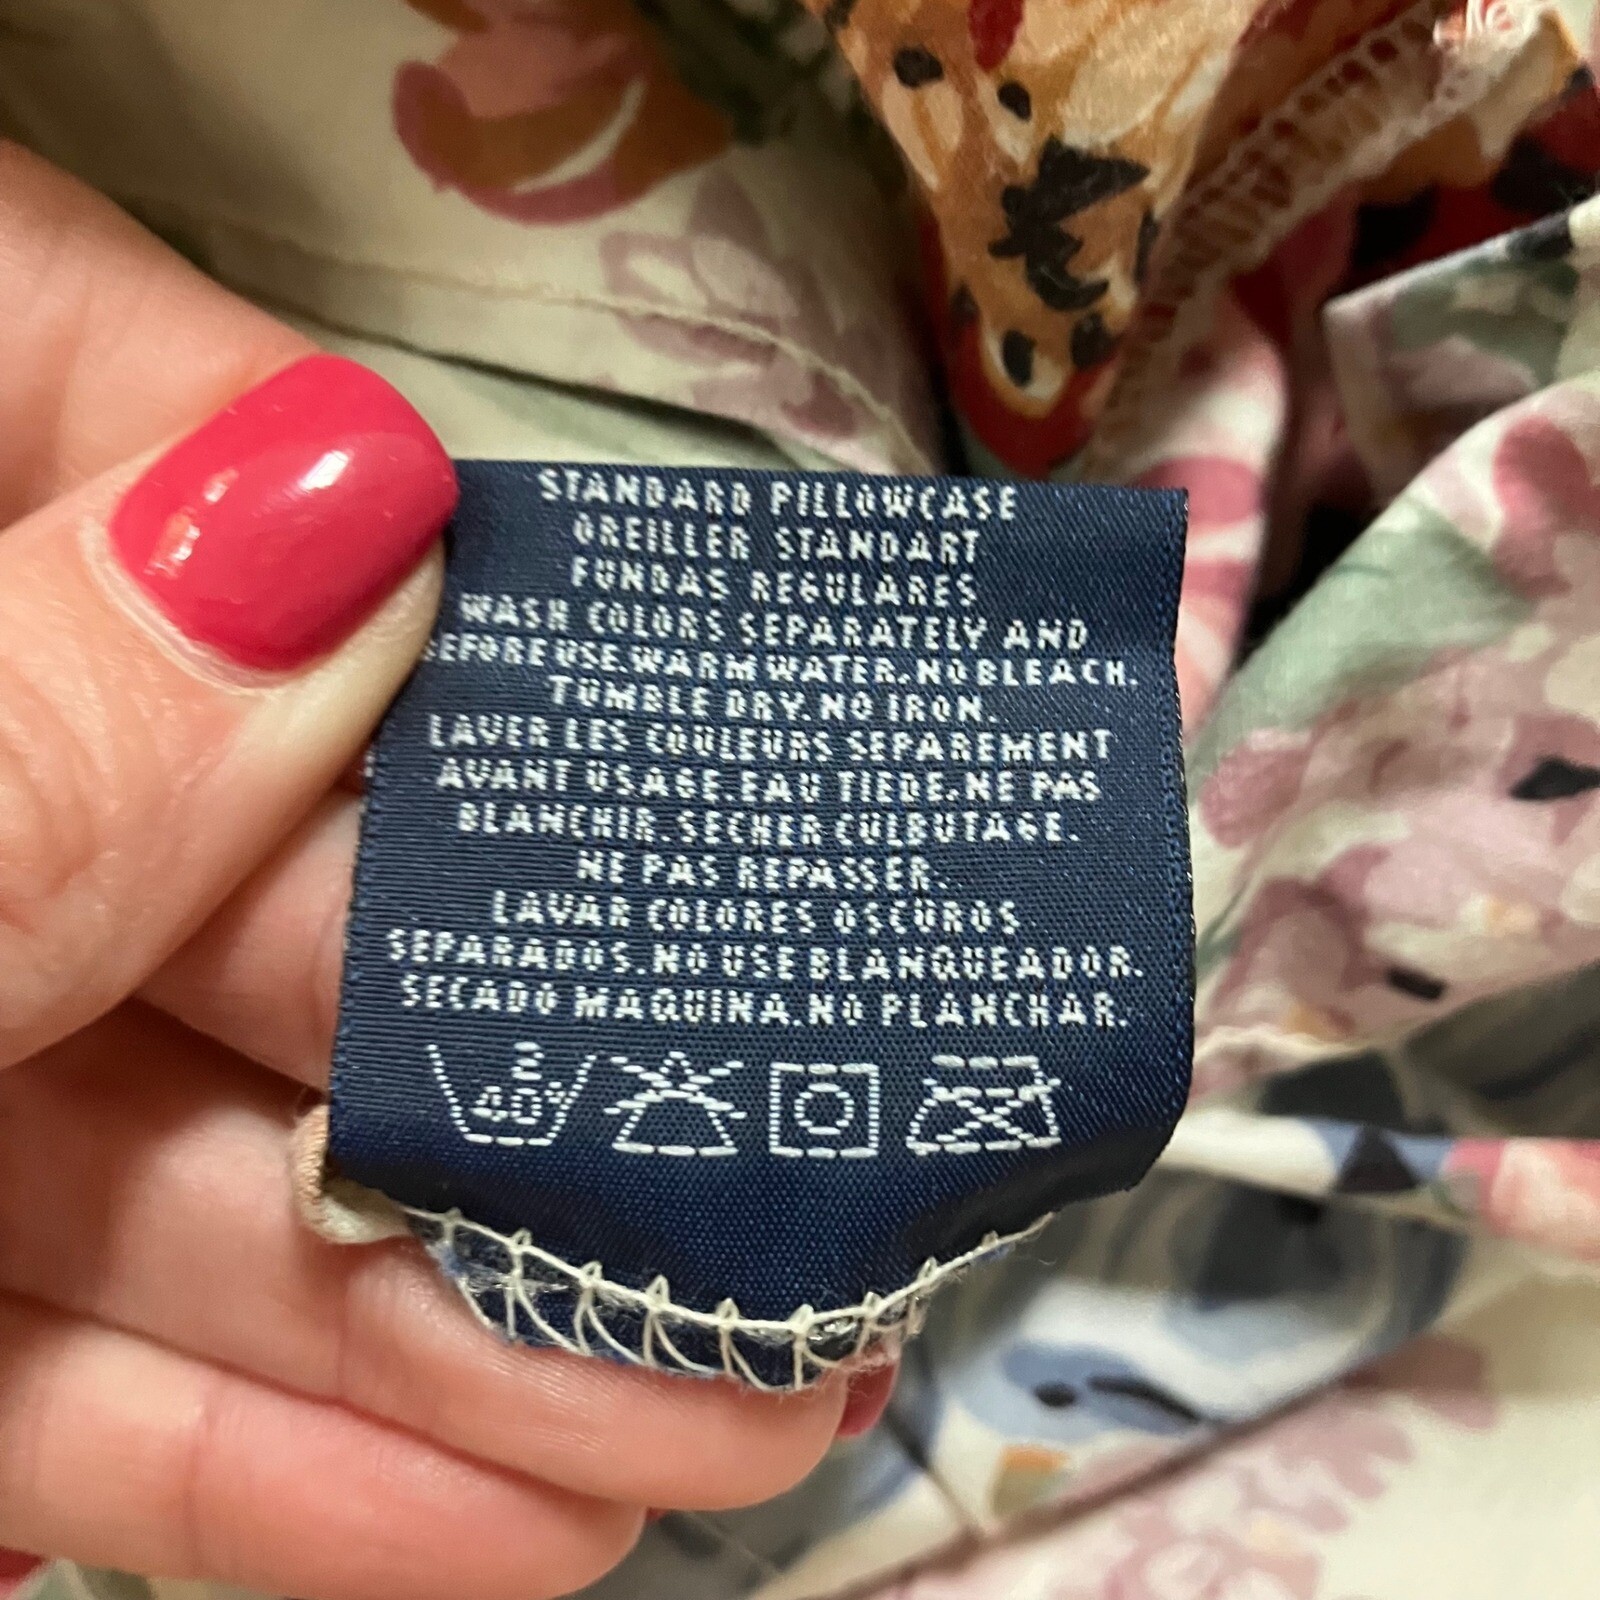 STANDARD PILLOWCASE
OREILLER STANDART
FUNDAS REGULARES
WASH COLORS SEPARATELY AND
BEFORE USE. WARM WATER. NO BLEACH.
TUMBLE DRY. NO IRON.
LAVER LES COULEURS SEPAREMENT
AVANT USAGE. EAU TIEDE. NE PAS
BLANCHIR. SECHER CULBUTAGE.
NE PAS REPASSER.
LAVAR COLORES OSCUROS
SEPARADOS. NO USE BLANQUEADOR.
SECADO MAQUINA. NO PLANCHAR.
2
40Y